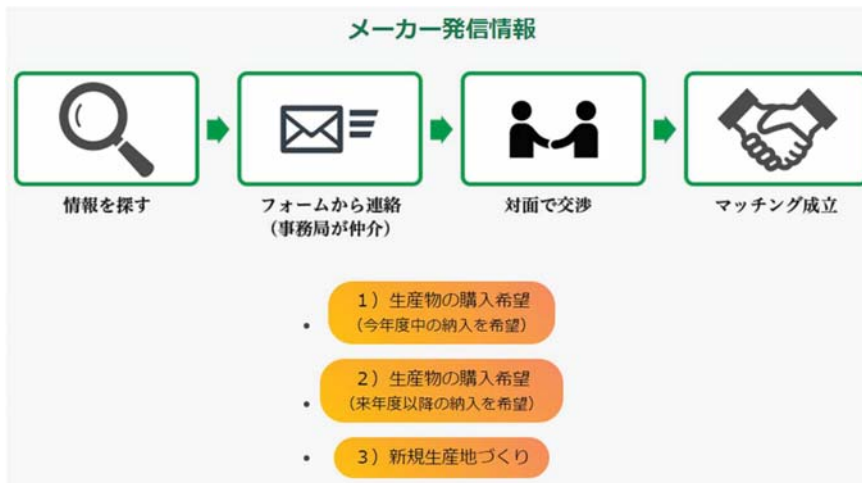 メーカー発信情報
情報を探す
フォームから連絡
（事務局が仲介）
対面で交渉
マッチング成立
1）生産物の購入希望
（今年度中の納入を希望）
2）生産物の購入希望
（来年度以降の納入を希望）
3）新規生産地づくり